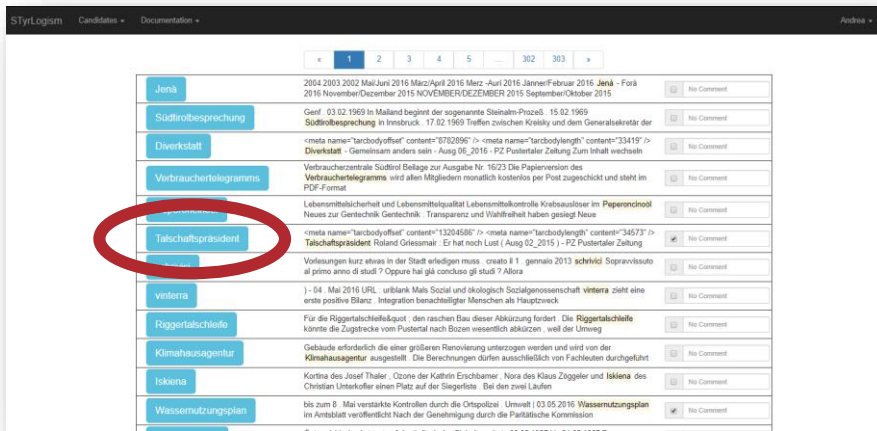 STyrLogism Candidates Documentation Andrea
« 1 2 3 4 5 ... 302 303 »
Jenà
2004 2003 2002 Mai/Juni 2016 März/April 2016 Merz -Auri 2016 Jänner/Februar 2016 Jenà - Forà
2016 November/Dezember 2015 NOVEMBER/DEZEMBER 2015 September/Oktober 2015
No Comment
Südtirolbesprechung
Genf . 03.02.1969 In Mailand beginnt der sogenannte Steinalm-Prozeß . 15.02.1969
Südtirolbesprechung in Innsbruck . 17.02.1969 Treffen zwischen Kreisky und dem Generalsekretär der
No Comment
Diverkstatt
<meta name="tarcbodyoffset" content="8782896" /> <meta name="tarcbodylength" content="33419" />
Diverkstatt - Gemeinsam anders sein - Ausg.06_2016 - PZ Pustertaler Zeitung Zum Inhalt wechseln
No Comment
Verbrauchertelegramms
Verbraucherzentrale Südtirol Beilage zur Ausgabe Nr. 16/23 Die Papierversion des
Verbrauchertelegramms wird allen Mitgliedern monatlich kostenlos per Post zugeschickt und steht im
PDF-Format
No Comment
Lebensmittelsicherheit und Lebensmittelqualität Lebensmittelkontrolle Krebsauslöser im Peperoncinoöl
Neues zur Gentechnik Gentechnik . Transparenz und Wahlfreiheit haben gesiegt Neue
No Comment
Talschaftspräsident
<meta name="tarcbodyoffset" content="13204586" /> <meta name="tarcbodylength" content="34573" />
Talschaftspräsident Roland Griessmair : Er hat noch Lust ( Ausg 02_2015 ) - PZ Pustertaler Zeitung
No Comment
Vorlesungen kurz etwas in der Stadt erledigen muss . creato il 1 . gennaio 2013 schrivici Sopravvissuto
al primo anno di studi ? Oppure hai già concluso gli studi ? Allora
No Comment
vinterra
) - 04 . Mai 2016 URL : urlblank Mals Sozial und ökologisch Sozialgenossenschaft vinterra zieht eine
erste positive Bilanz . Integration benachteiligter Menschen als Hauptzweck
No Comment
Riggertalschleife
Für die Riggertalschleife&quot ; den raschen Bau dieser Abkürzung fordert . Die Riggertalschleife
könnte die Zugstrecke vom Pustertal nach Bozen wesentlich abkürzen , weil der Umweg
No Comment
Klimahausagentur
Gebäude erforderlich die einer größeren Renovierung unterzogen werden und wird von der
Klimahausagentur ausgestellt . Die Berechnungen dürfen ausschließlich von Fachleuten durchgeführt
No Comment
Iskiena
Kortina des Josef Thaler , Ozone der Kathrin Erschbamer , Nora des Klaus Zöggeler und Iskiena des
Christian Unterkofler einen Platz auf der Siegerliste . Bei den zwei Läufen
No Comment
Wassernutzungsplan
bis zum 8 . Mai verstärkte Kontrollen durch die Ortspolizei . Umwelt | 03.05.2016 Wassernutzungsplan
im Amtsblatt veröffentlicht Nach der Genehmigung durch die Paritätische Kommission
No Comment